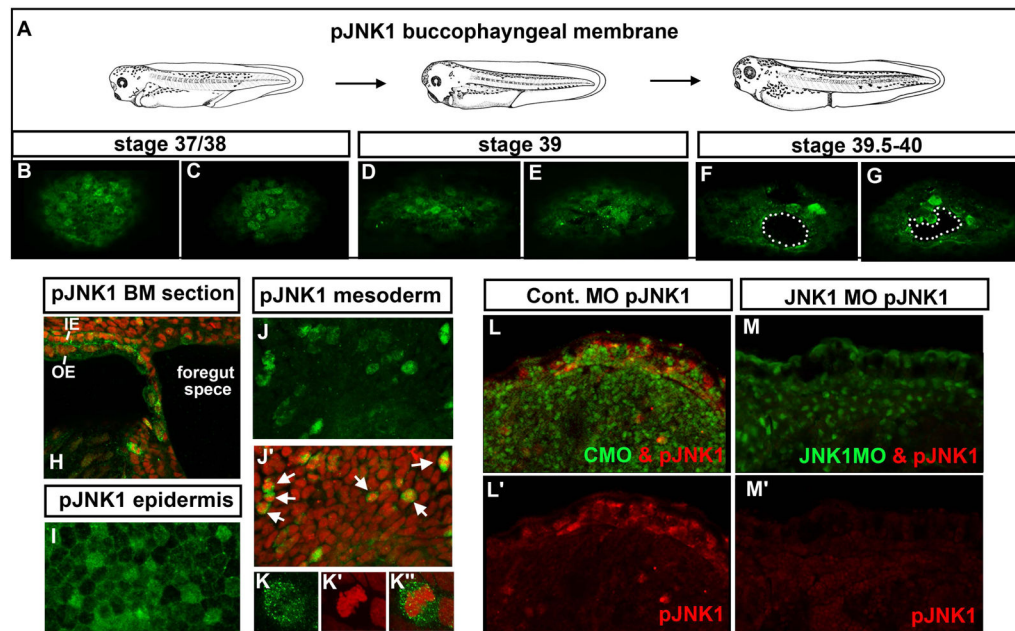 A
pJNK1 buccophayngeal membrane
stage 37/38
stage 39
stage 39.5-40
B
C
D
E
F
G
pJNK1 BM section
pJNK1 mesoderm
Cont. MO pJNK1
JNK1 MO pJNK1
IE
OE
foregut
spece
H
J
L
CMO & pJNK1
M
JNK1MO & pJNK1
J'
pJNK1 epidermis
I
K
K'
K"
L'
pJNK1
M'
pJNK1